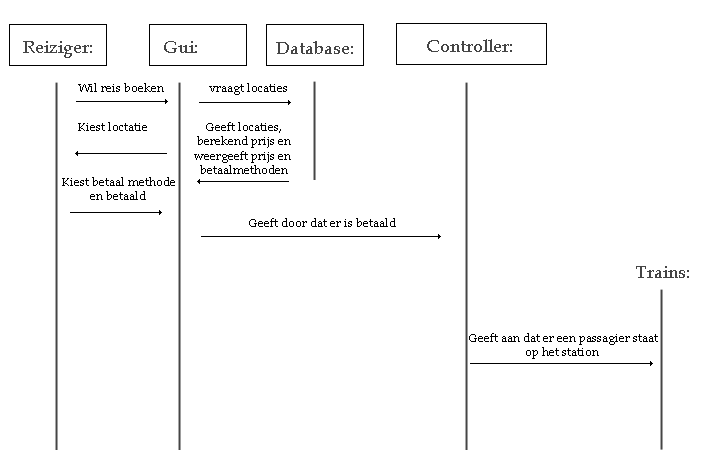 Reiziger:
Gui:
Database:
Controller:
Wil reis boeken
vraagt locaties
Kiest loctatie
Geeft locaties,
berekend prijs en
weergeeft prijs en
betaalmethoden
Kiest betaal methode
en betaald
Geeft door dat er is betaald
Trains:
Geeft aan dat er een passagier staat
op het station